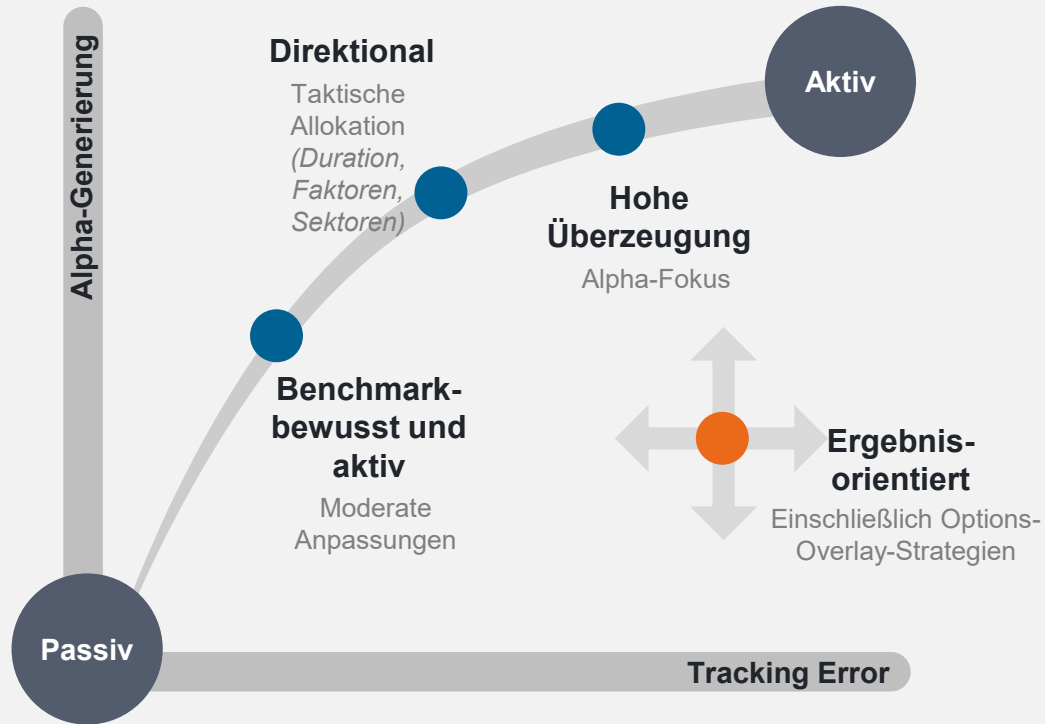 Alpha-Generierung
Direktional
Taktische
Allokation
(Duration,
Faktoren,
Sektoren)
Aktiv
Hohe
Überzeugung
Alpha-Fokus
Benchmark-
bewusst und
aktiv
Moderate
Anpassungen
Ergebnis-
orientiert
Einschließlich Options-
Overlay-Strategien
Passiv
Tracking Error